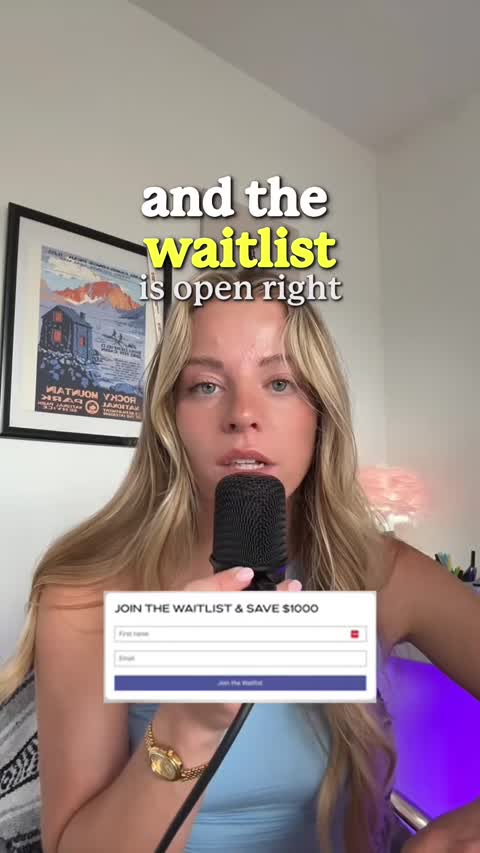 and the
waitlist
is open right
ROCKY
MOUNTAIN
NATIONAL
PARK
JOIN THE WAITLIST & SAVE $1000
First name
Email
Join the Waitlist